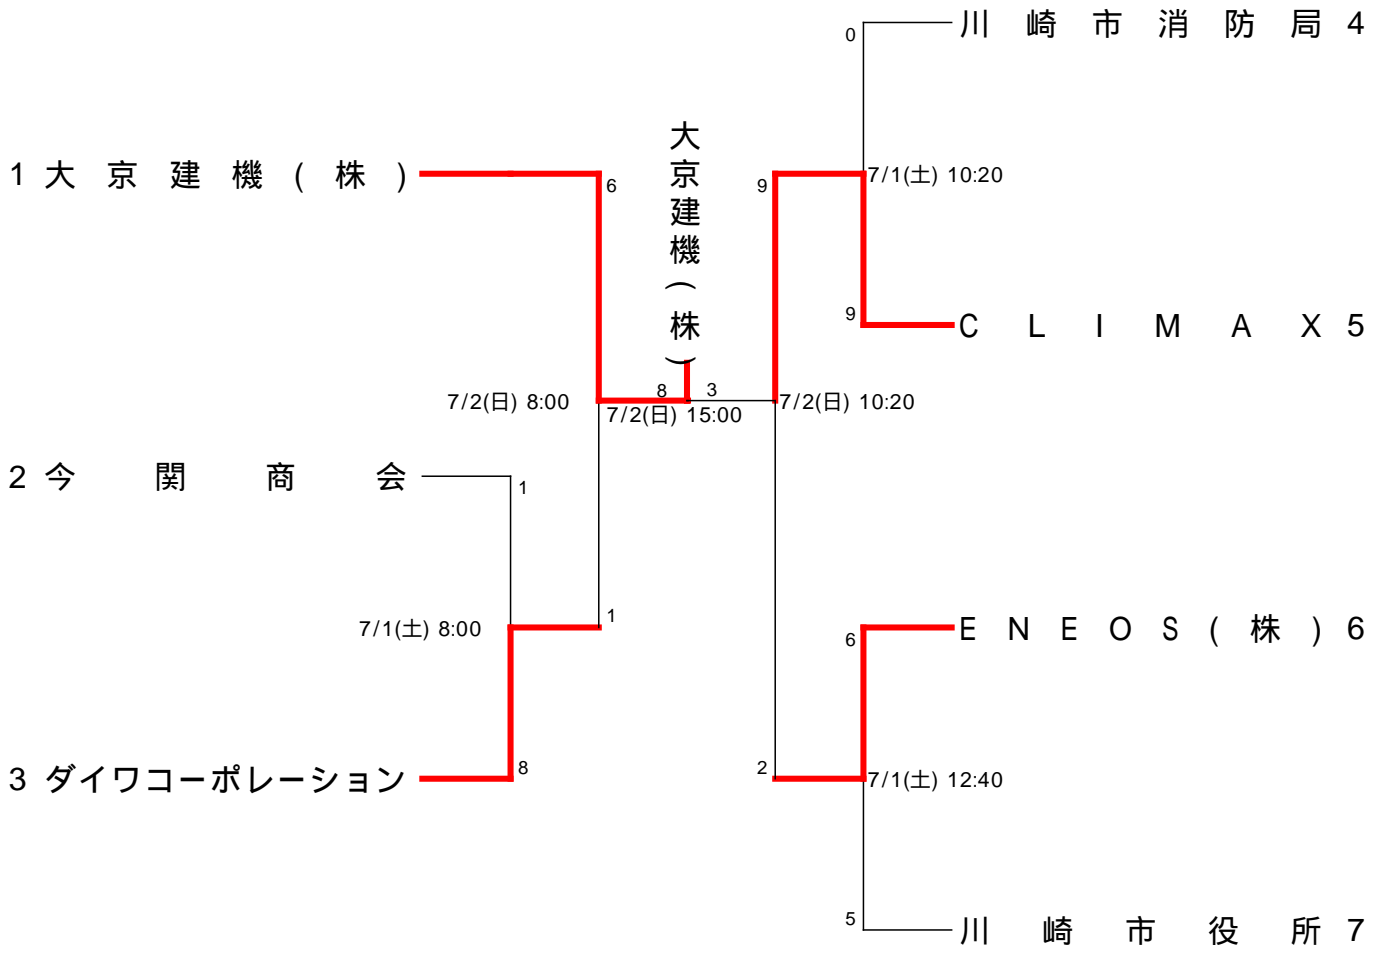 0
川崎市消防局 4
大京建機(株)
1 大京建機(株)
6
9
7/1(土) 10:20
9
CLIMAX 5
7/2(日) 8:00
8
3
7/2(日) 15:00
7/2(日) 10:20
2 今関商会
1
7/1(土) 8:00
1
6
ENEOS(株) 6
3 ダイワコーポレーション
8
2
7/1(土) 12:40
5
川崎市役所 7